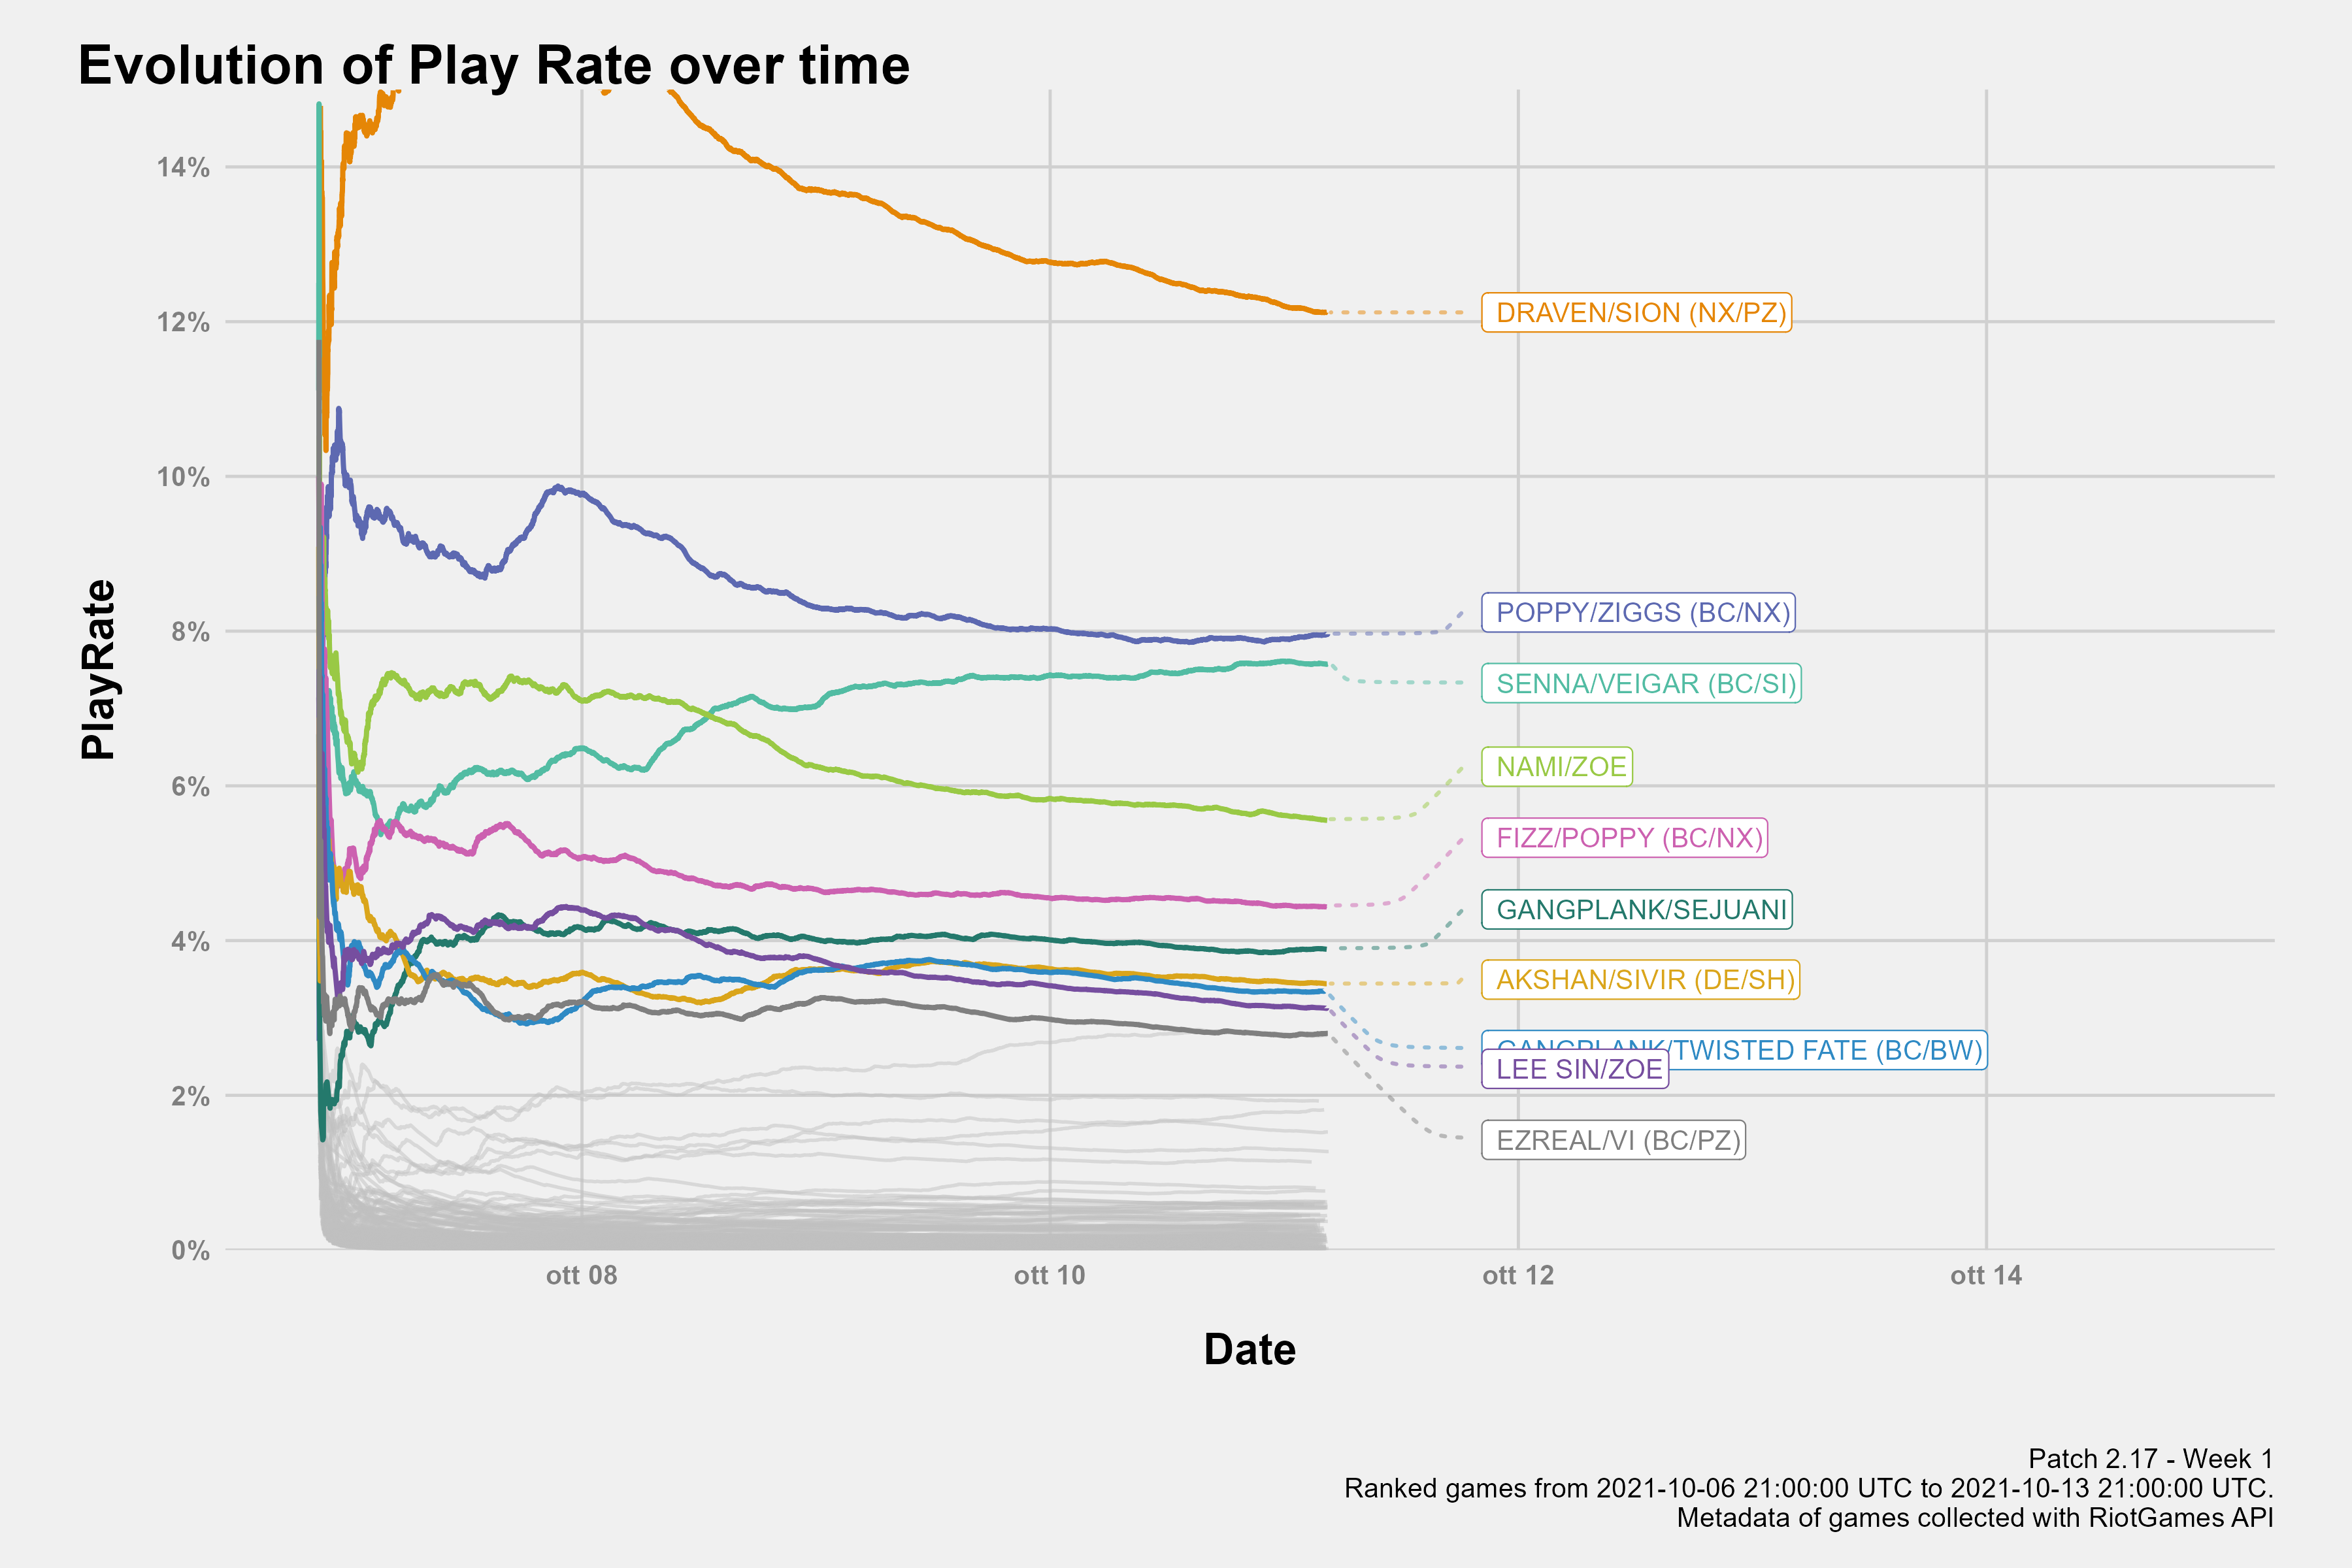 Evolution of Play Rate over time
PlayRate
14%
12%
10%
8%
6%
4%
2%
0%
DRAVEN/SION (NX/PZ)
POPPY/ZIGGS (BC/NX)
SENNA/VEIGAR (BC/SI)
NAMI/ZOE
FIZZ/POPPY (BC/NX)
GANGPLANK/SEJUANI
AKSHAN/SIVIR (DE/SH)
GANGPLANK/TWISTED FATE (BC/BW)
LEE SIN/ZOE
EZREAL/VI (BC/PZ)
ott 08
ott 10
ott 12
ott 14
Date
Patch 2.17 - Week 1
Ranked games from 2021-10-06 21:00:00 UTC to 2021-10-13 21:00:00 UTC.
Metadata of games collected with RiotGames API